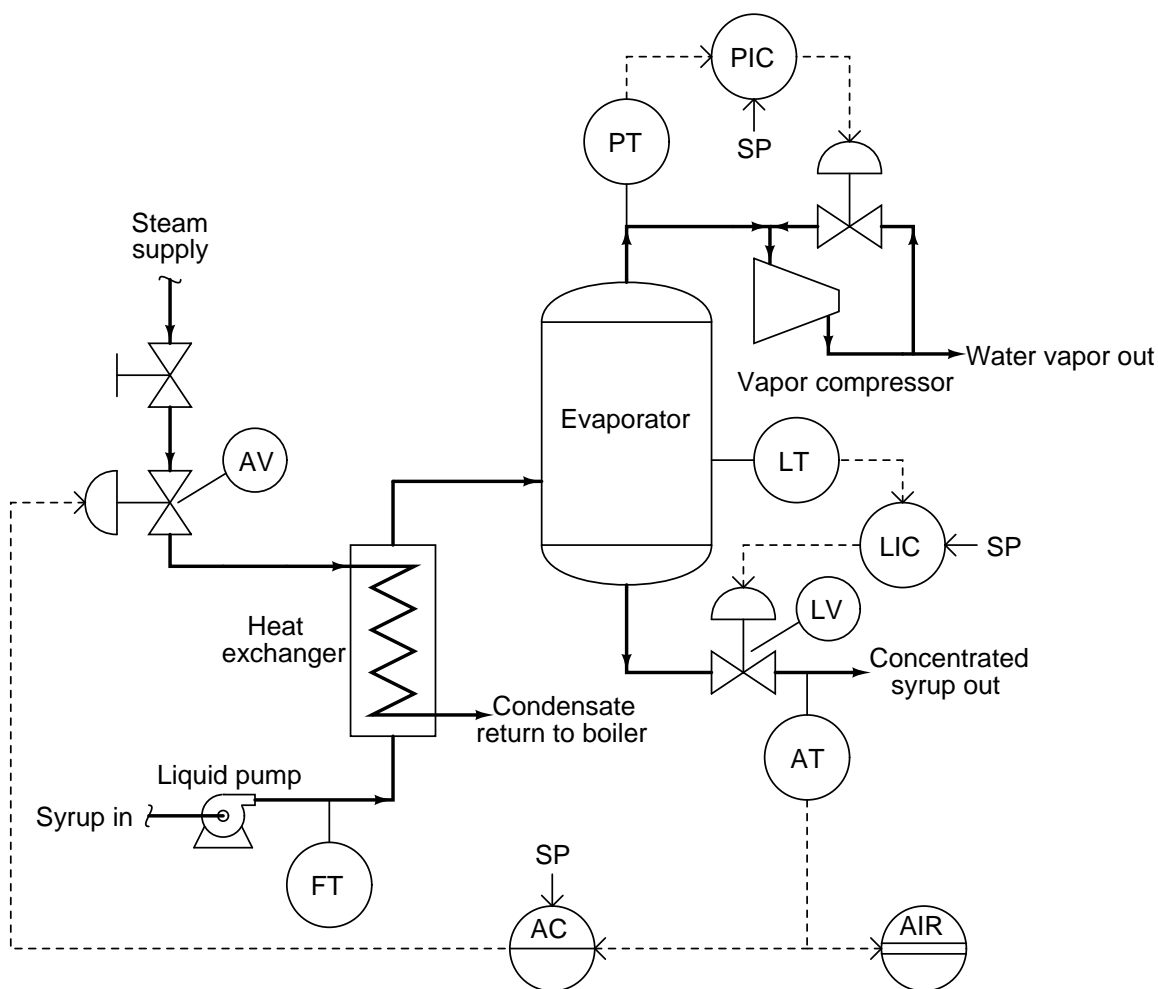 PIC
PT
SP
Steam
supply
Water vapor out
Vapor compressor
Evaporator
AV
LT
LIC
SP
LV
Heat
exchanger
Concentrated
syrup out
Condensate
return to boiler
AT
Liquid pump
Syrup in
FT
SP
AC
AIR